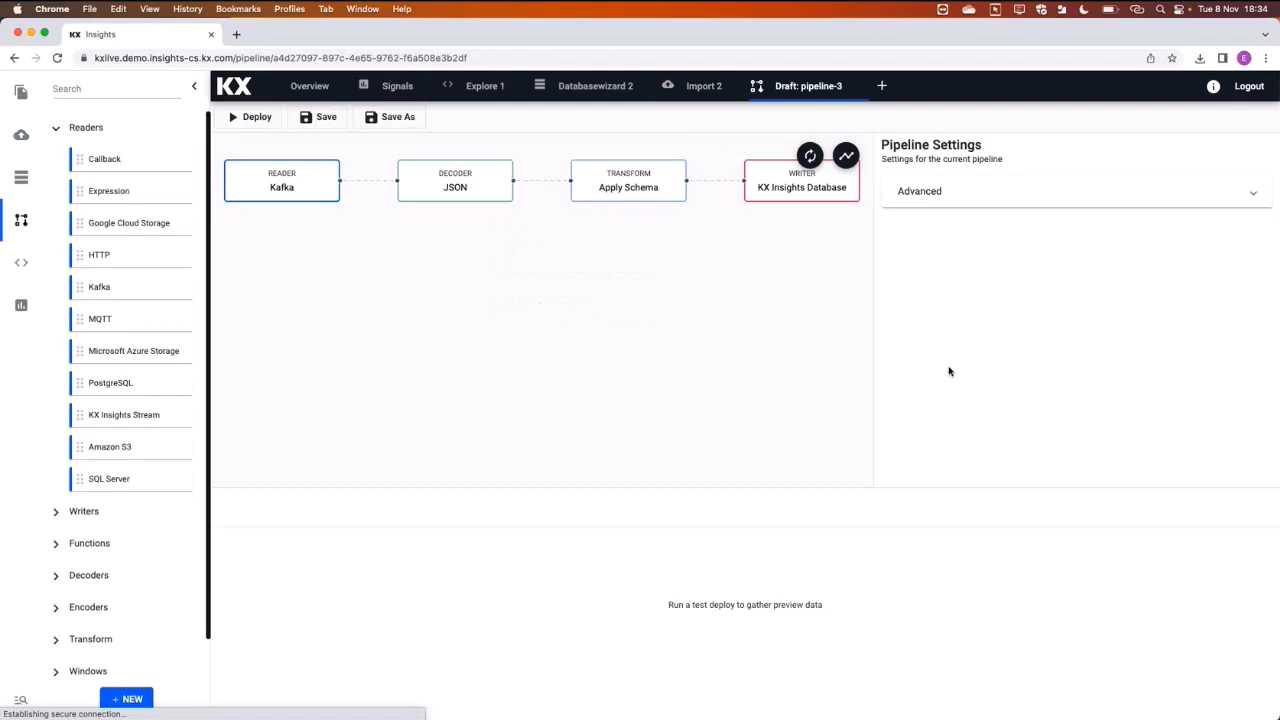 Chrome File Edit View History Bookmarks Profiles Tab Window Help Tue 8 Nov 18:34
KX Insights
kxlive.demo.insights-cs.kx.com/pipeline/a4d27097-897c-4e65-9762-f6a508e3b2df E
Search
KX Overview Signals Explore 1 Databasewizard 2 Import 2 Draft: pipeline-3 Logout
Deploy Save Save As
Readers
Callback
Expression
Google Cloud Storage
HTTP
Kafka
MQTT
Microsoft Azure Storage
PostgreSQL
KX Insights Stream
Amazon S3
SQL Server
Writers
Functions
Decoders
Encoders
Transform
Windows
+ NEW
READER
Kafka
DECODER
JSON
TRANSFORM
Apply Schema
WRITER
KX Insights Database
Pipeline Settings
Settings for the current pipeline
Advanced
Run a test deploy to gather preview data
Establishing secure connection...